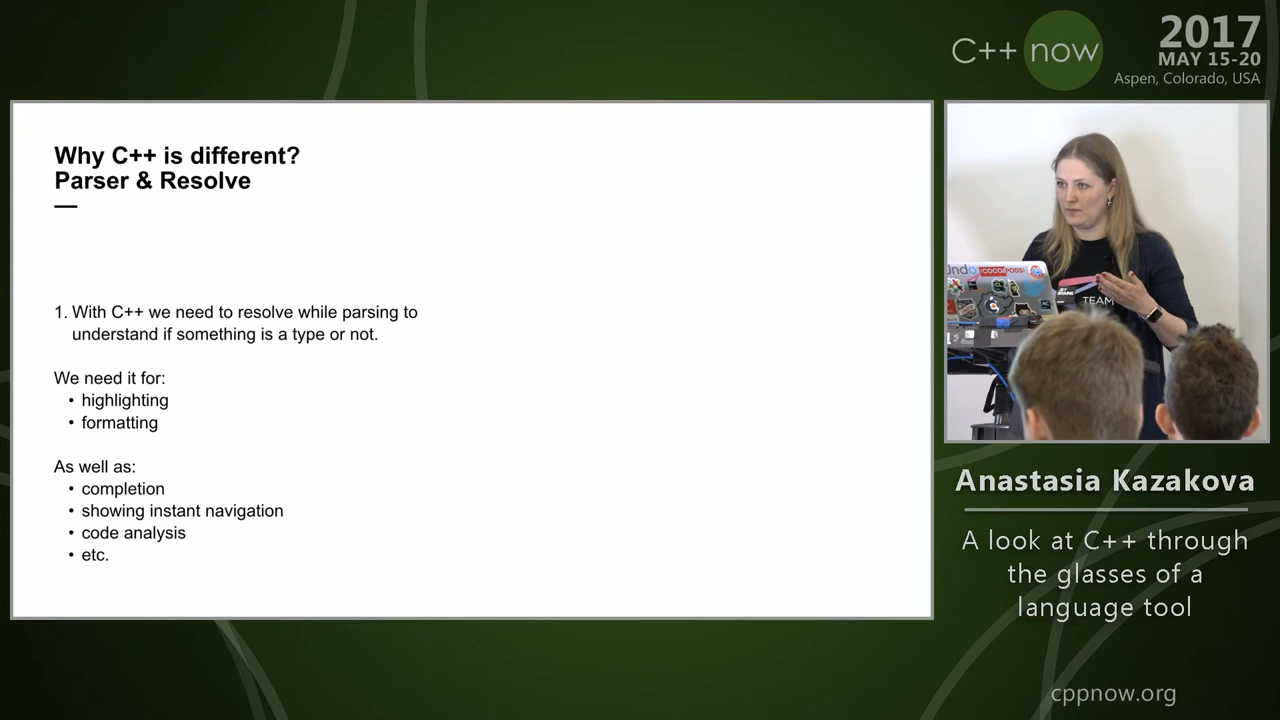 C++ now
2017
MAY 15-20
Aspen, Colorado, USA
Why C++ is different?
Parser & Resolve
1. With C++ we need to resolve while parsing to
understand if something is a type or not.
We need it for:
• highlighting
• formatting
As well as:
• completion
• showing instant navigation
• code analysis
• etc.
TEAM
Anastasia Kazakova
A look at C++ through
the glasses of a
language tool
cppnow.org